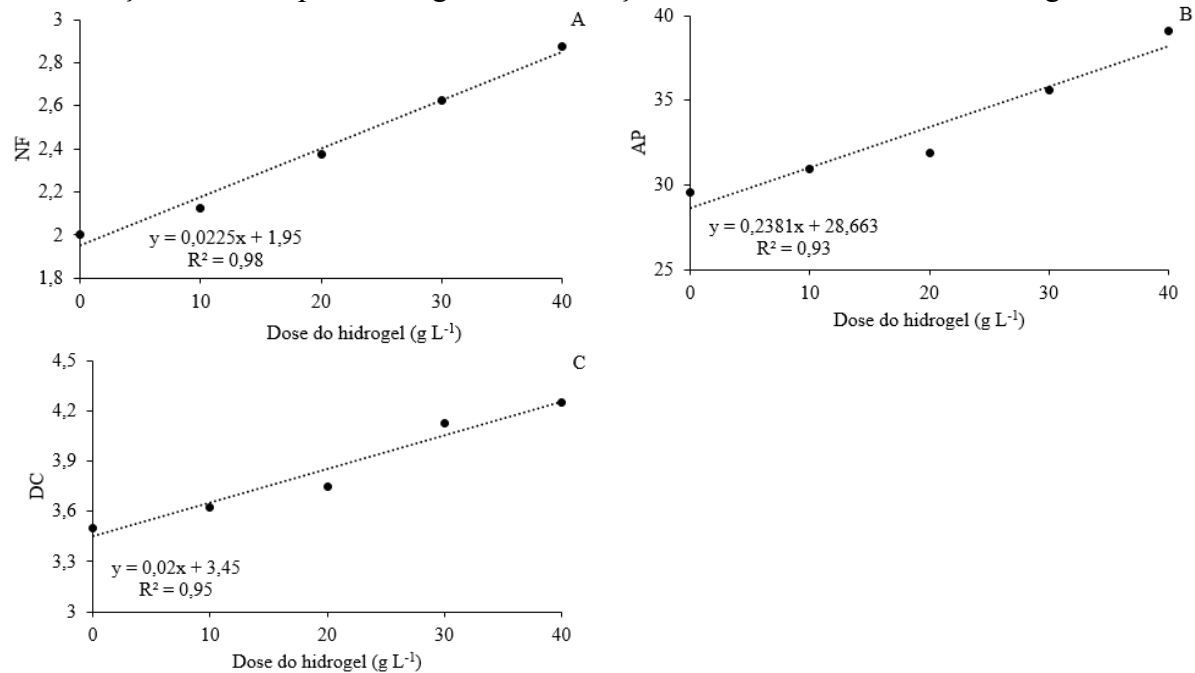 A
3
2,8
2,6
2,4
2,2
2
1,8
NF
y = 0,0225x + 1,95
R² = 0,98
0 10 20 30 40
Dose do hidrogel (g L⁻¹)
B
40
35
30
25
AP
y = 0,2381x + 28,663
R² = 0,93
0 10 20 30 40
Dose do hidrogel (g L⁻¹)
C
4,5
4,2
3,9
3,6
3,3
3
DC
y = 0,02x + 3,45
R² = 0,95
0 10 20 30 40
Dose do hidrogel (g L⁻¹)